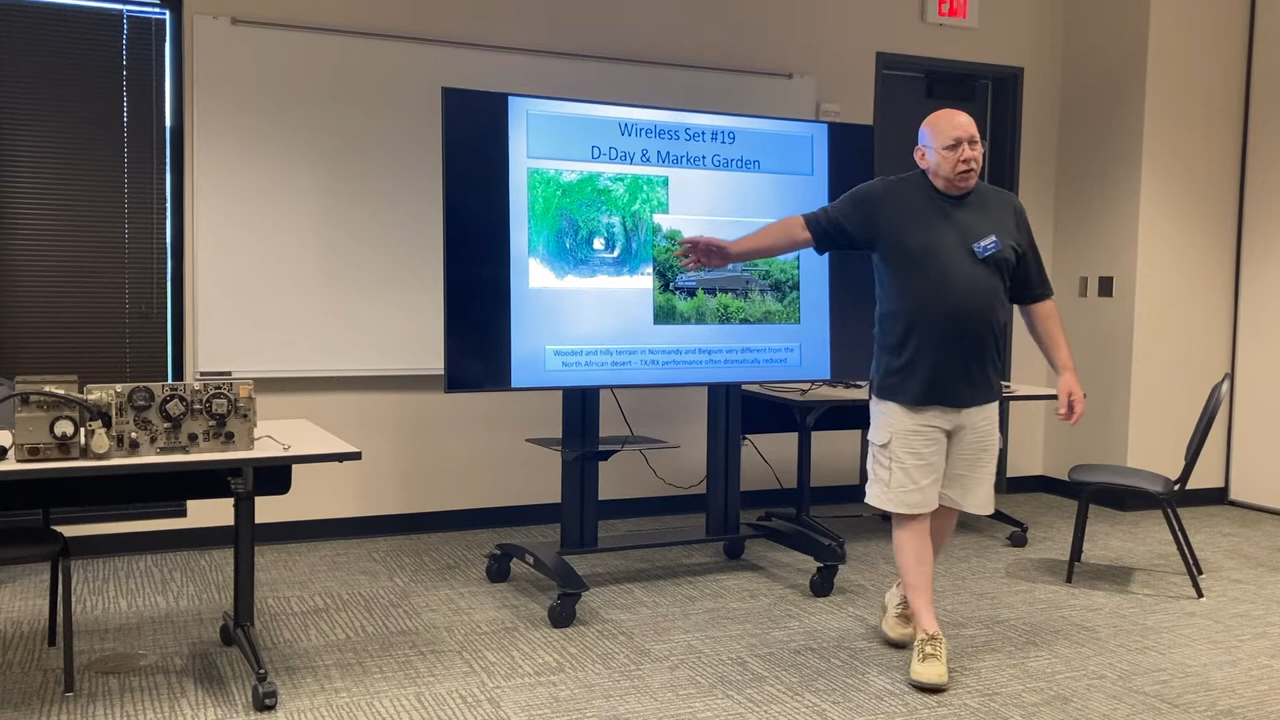 EXIT
Wireless Set #19
D-Day & Market Garden
Wooded and hilly terrain in Normandy and Belgium very different from the
North African desert – TX/RX performance often dramatically reduced